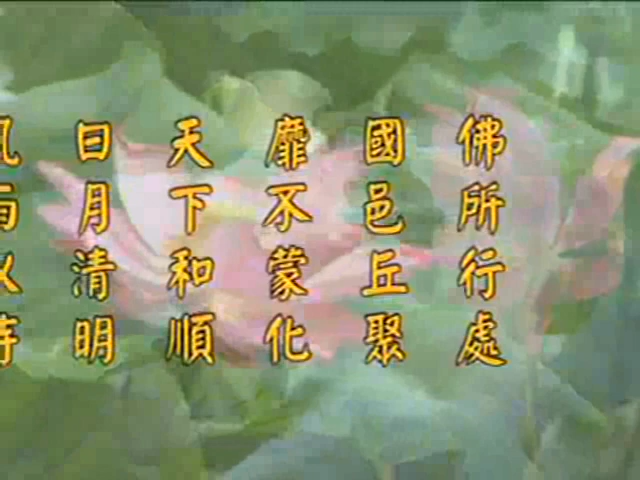 佛所行處
國邑丘聚
靡不蒙化
天下和順
日月清明